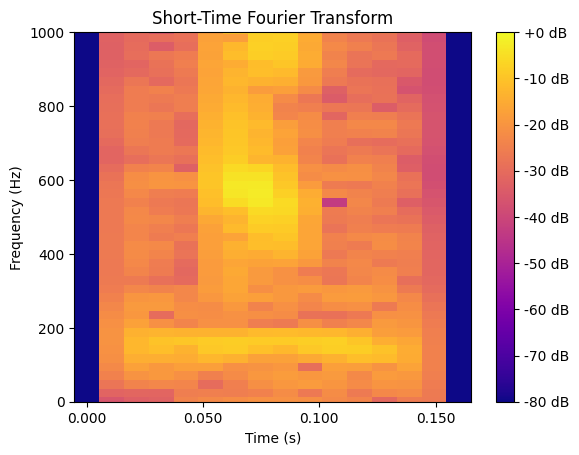 Short-Time Fourier Transform
1000
800
600
400
200
0
Frequency (Hz)
0.000
0.050
0.100
0.150
Time (s)
+0 dB
-10 dB
-20 dB
-30 dB
-40 dB
-50 dB
-60 dB
-70 dB
-80 dB